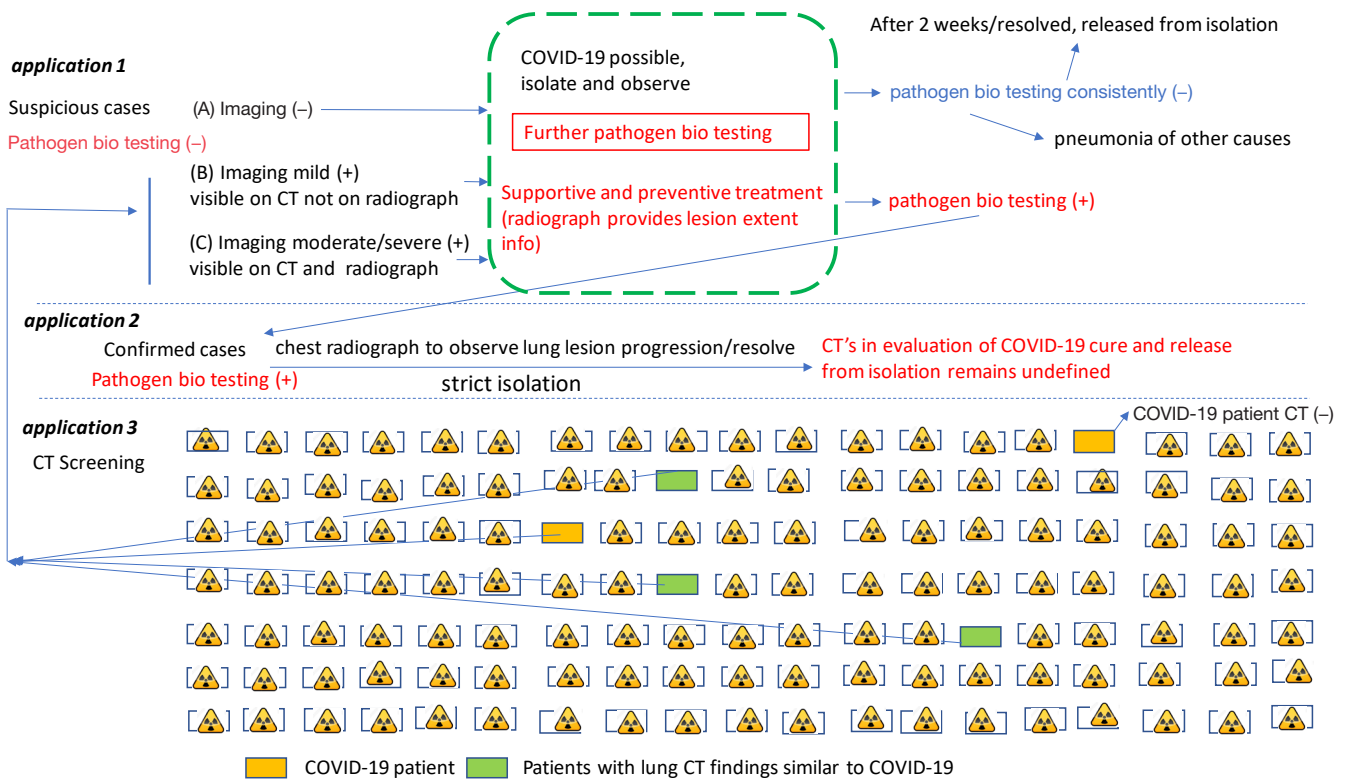 After 2 weeks/resolved, released from isolation
application 1
COVID-19 possible,
isolate and observe
Suspicious cases
(A) Imaging (–)
pathogen bio testing consistently (–)
Pathogen bio testing (–)
Further pathogen bio testing
pneumonia of other causes
(B) Imaging mild (+)
visible on CT not on radiograph
Supportive and preventive treatment
(radiograph provides lesion extent
info)
pathogen bio testing (+)
(C) Imaging moderate/severe (+)
visible on CT and radiograph
application 2
Confirmed cases
Pathogen bio testing (+)
chest radiograph to observe lung lesion progression/resolve
strict isolation
CT's in evaluation of COVID-19 cure and release
from isolation remains undefined
application 3
CT Screening
COVID-19 patient CT (–)
COVID-19 patient
Patients with lung CT findings similar to COVID-19